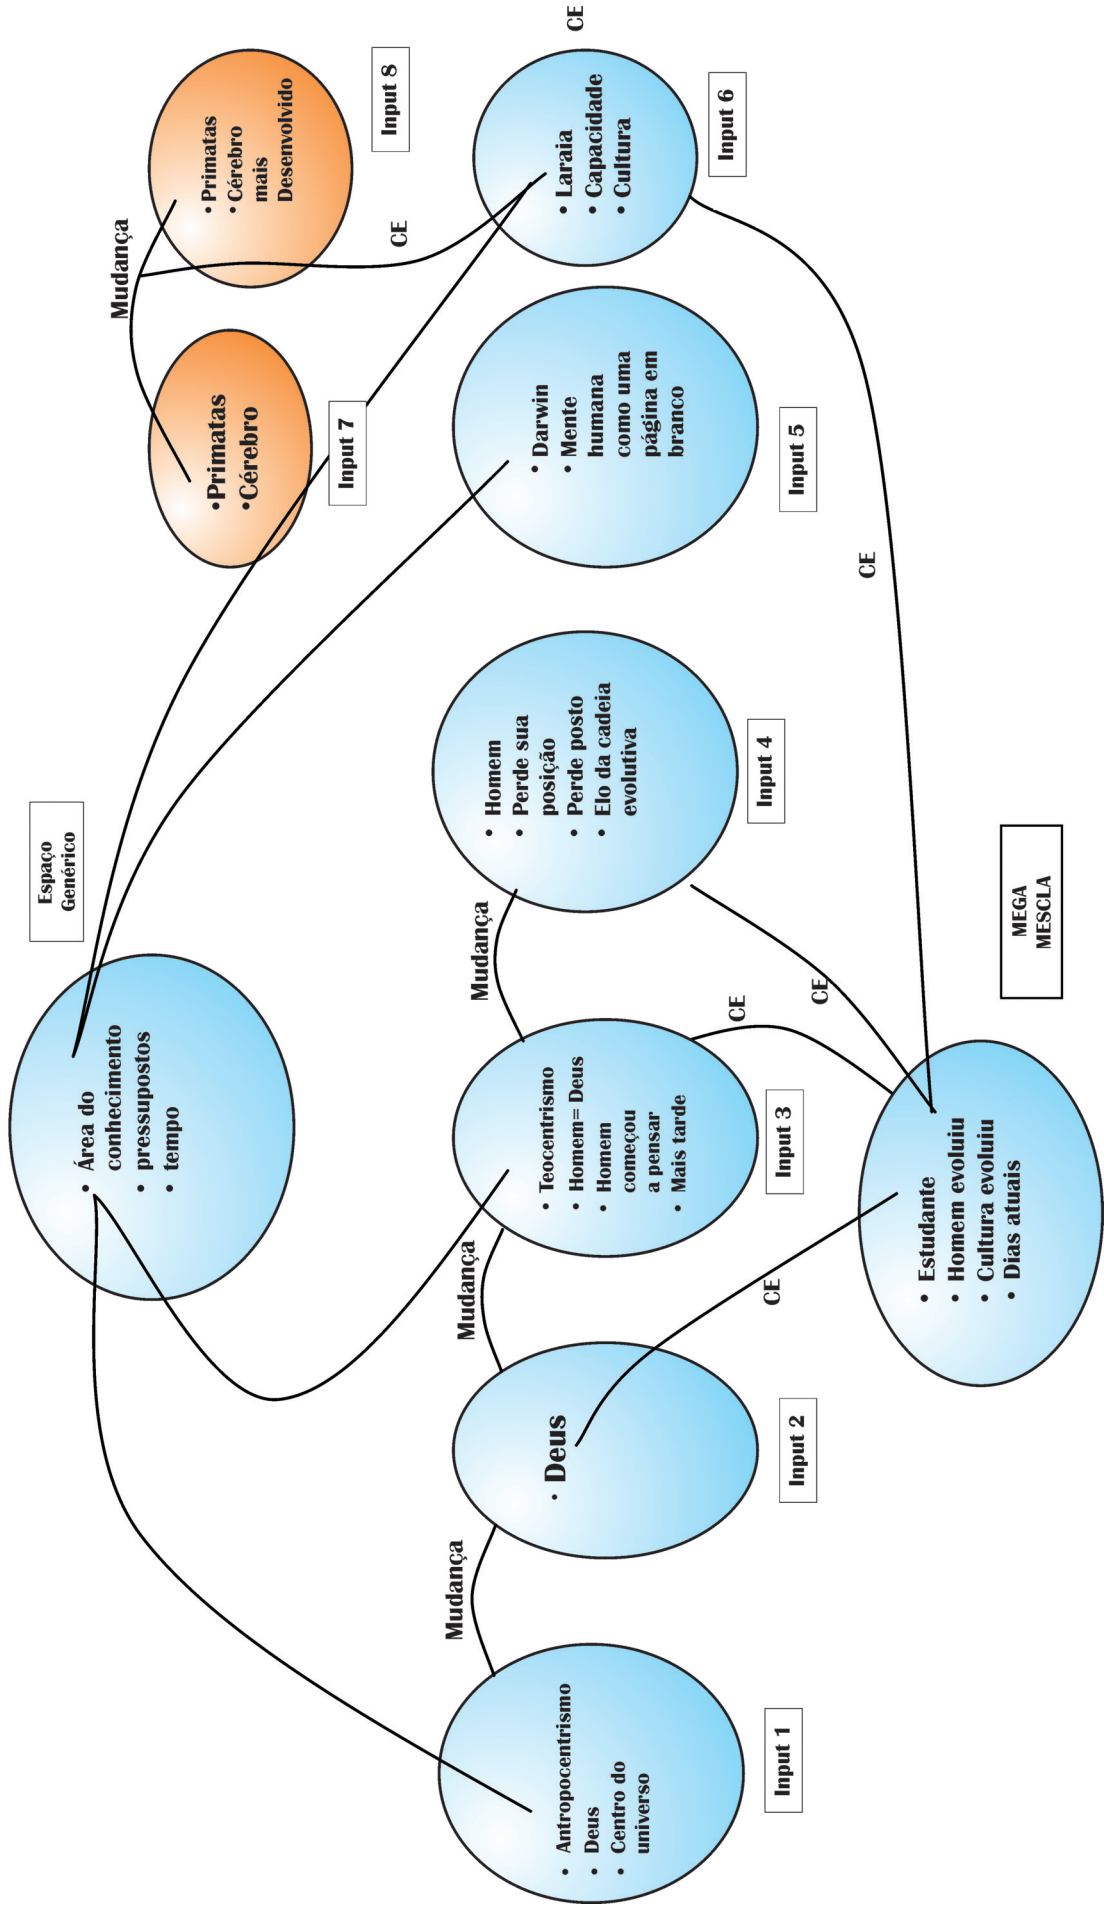 Espaço
Genérico
• Área do
conhecimento
• pressupostos
• tempo
Mudança
• Primatas
• Cérebro
Input 7
• Primatas
• Cérebro
mais
Desenvolvido
Input 8
CE
Mudança
Mudança
Mudança
• Antropocentrismo
• Deus
• Centro do
universo
Input 1
• Deus
Input 2
• Teocentrismo
• Homem= Deus
• Homem
começou
a pensar
• Mais tarde
Input 3
• Homem
• Perde sua
posição
• Perde posto
• Elo da cadeia
evolutiva
Input 4
• Darwin
• Mente
humana
como uma
página em
branco
Input 5
• Laraia
• Capacidade
• Cultura
Input 6
CE
CE
CE
CE
CE
• Estudante
• Homem evoluiu
• Cultura evoluiu
• Dias atuais
MEGA
MESCLA